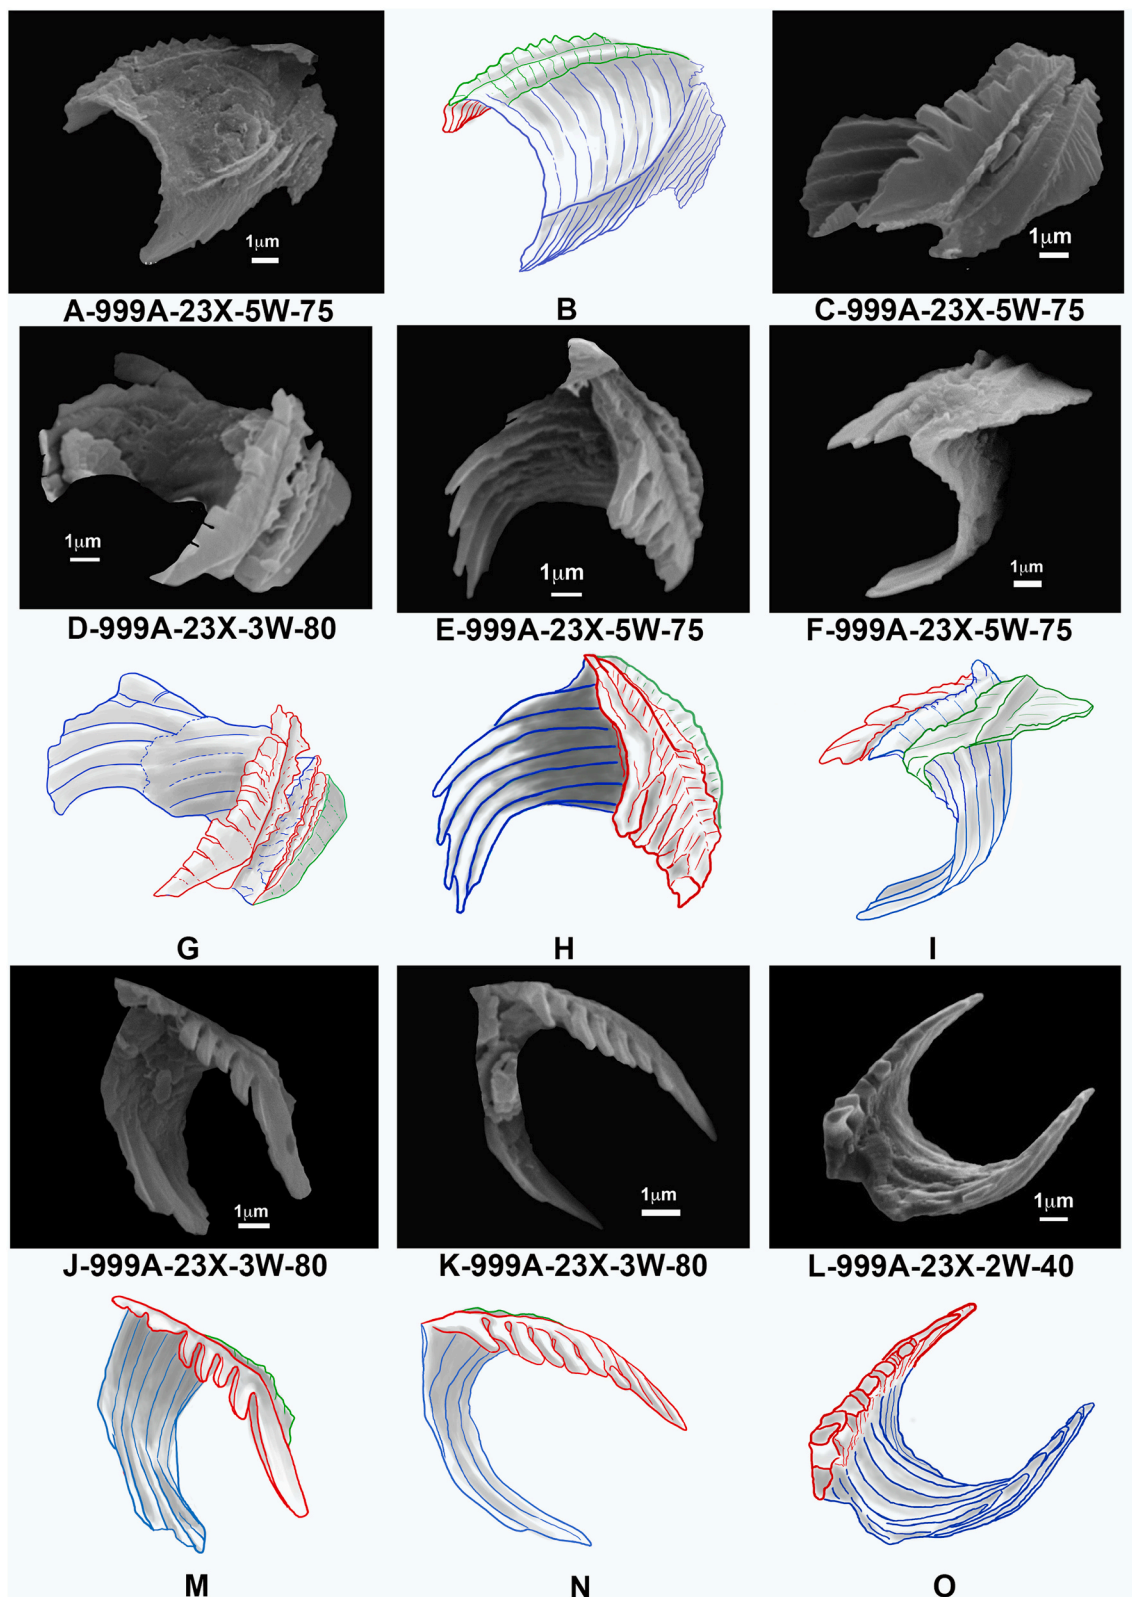 1μm
1μm
A-999A-23X-5W-75
B
C-999A-23X-5W-75
1μm
1μm
1μm
D-999A-23X-3W-80
E-999A-23X-5W-75
F-999A-23X-5W-75
G
H
I
1μm
1μm
1μm
J-999A-23X-3W-80
K-999A-23X-3W-80
L-999A-23X-2W-40
M
N
O